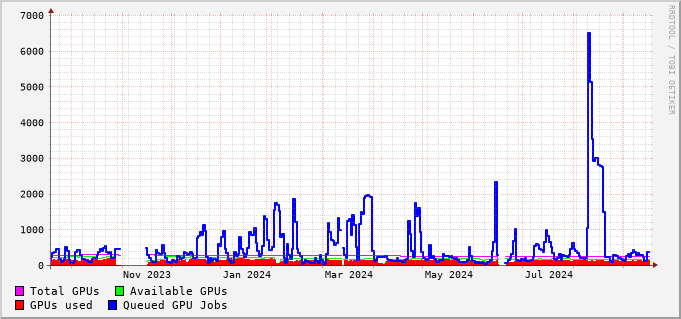 7000
6000
5000
4000
3000
2000
1000
0
Nov 2023 Jan 2024 Mar 2024 May 2024 Jul 2024
Total GPUs Available GPUs
GPUs used Queued GPU Jobs
RRDTOOL / TOBI OETIKER